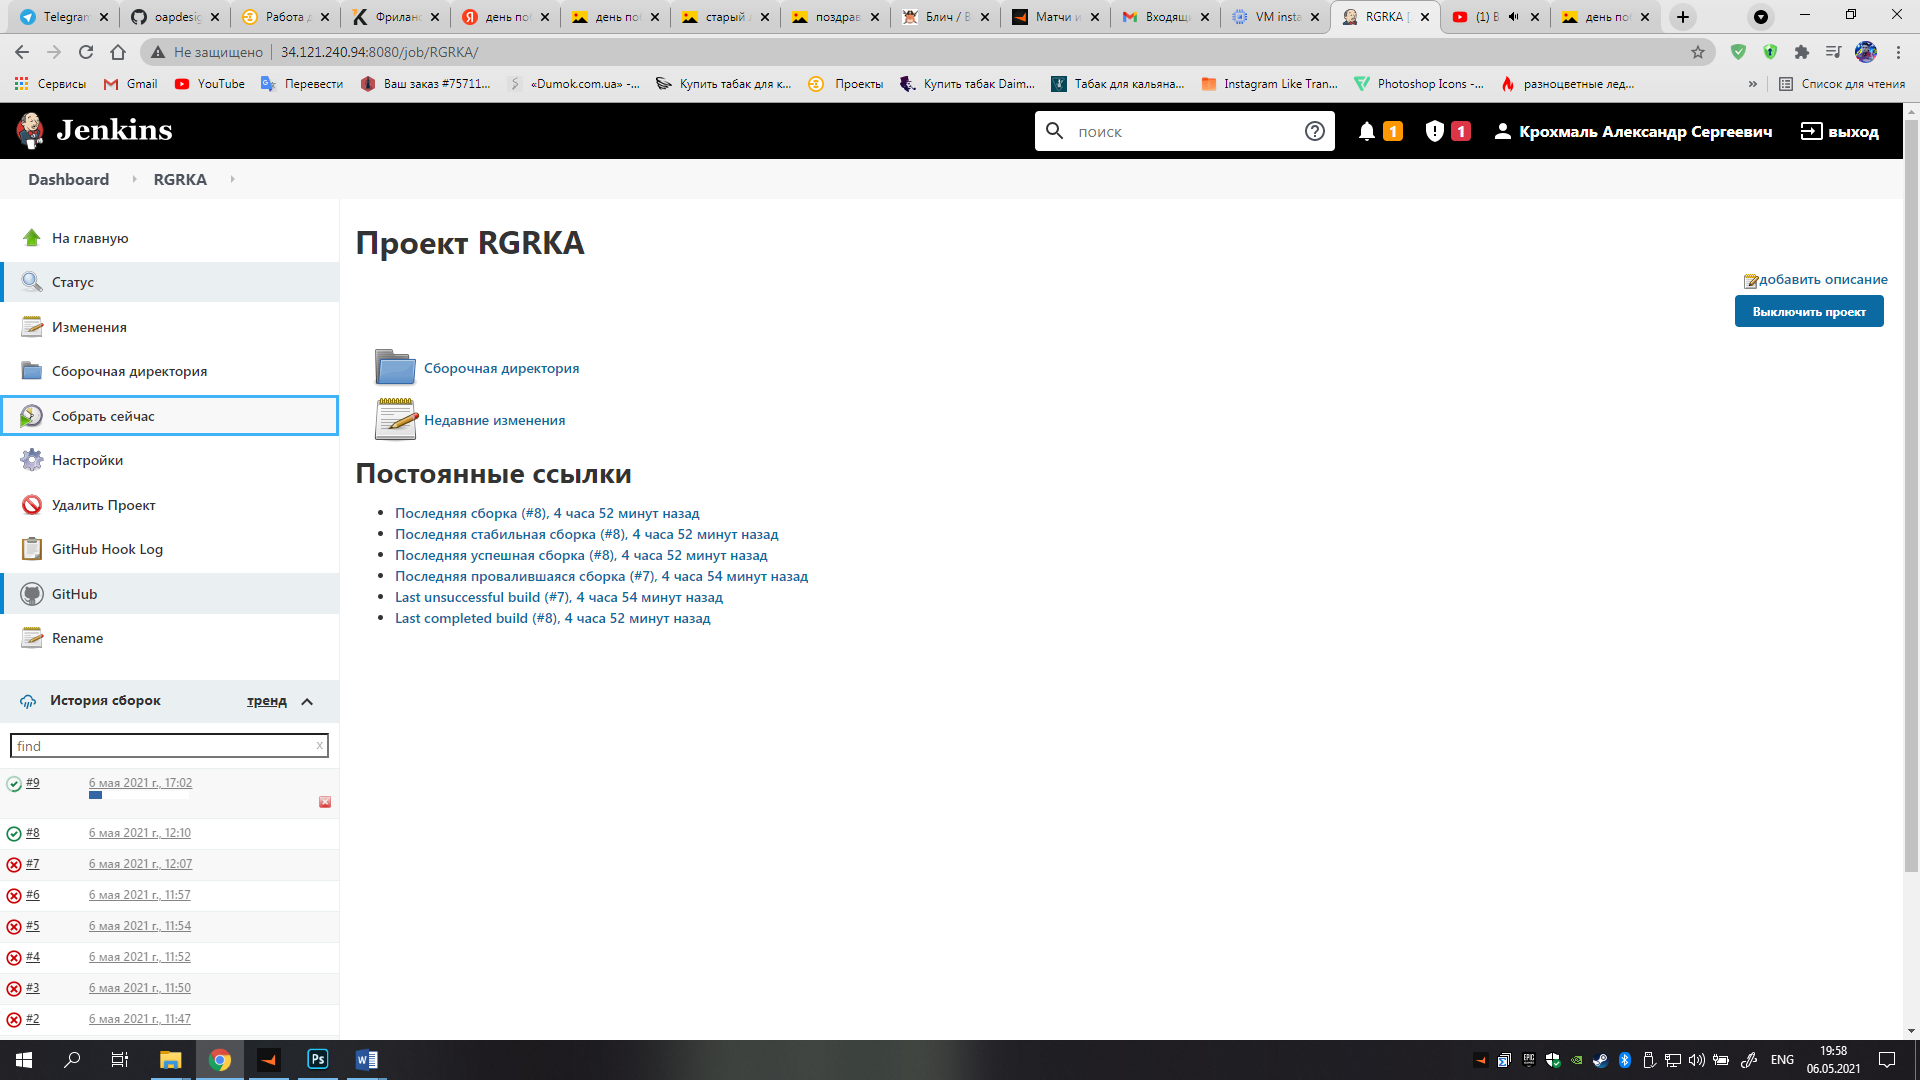 Telegram
oapdesig
Работа д
Фриланс
день поб
день поб
старый л
поздрав
Блич / B
Матчи и
Входящи
VM insta
RGRKA [
(1) B
день поб
Не защищено
34.121.240.94:8080/job/RGRKA/
Сервисы
Gmail
YouTube
Перевести
Ваш заказ #75711...
«Dumok.com.ua» -...
Купить табак для к...
Проекты
Купить табак Daim...
Табак для кальяна...
Instagram Like Tran...
Photoshop Icons -...
разноцветные лед...
»
Список для чтения
Jenkins
поиск
1
1
Крохмаль Александр Сергеевич
выход
Dashboard
RGRKA
На главную
Статус
Изменения
Сборочная директория
Собрать сейчас
Настройки
Удалить Проект
GitHub Hook Log
GitHub
Rename
История сборок
тренд
find
x
#9
6 мая 2021 г., 17:02
#8
6 мая 2021 г., 12:10
#7
6 мая 2021 г., 12:07
#6
6 мая 2021 г., 11:57
#5
6 мая 2021 г., 11:54
#4
6 мая 2021 г., 11:52
#3
6 мая 2021 г., 11:50
#2
6 мая 2021 г., 11:47
Проект RGRKA
добавить описание
Выключить проект
Сборочная директория
Недавние изменения
Постоянные ссылки
Последняя сборка (#8), 4 часа 52 минут назад
Последняя стабильная сборка (#8), 4 часа 52 минут назад
Последняя успешная сборка (#8), 4 часа 52 минут назад
Последняя провалившаяся сборка (#7), 4 часа 54 минут назад
Last unsuccessful build (#7), 4 часа 54 минут назад
Last completed build (#8), 4 часа 52 минут назад
Ps
ENG
19:58
06.05.2021